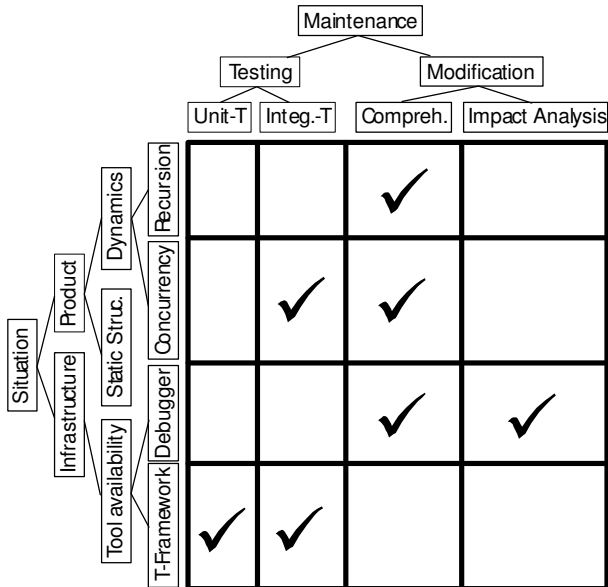 Maintenance
Testing
Modification
Unit-T
Integ.-T
Compreh.
Impact Analysis
Situation
Product
Infrastructure
Dynamics
Static Struc.
Tool availability
Recursion
Concurrency
Debugger
T-Framework